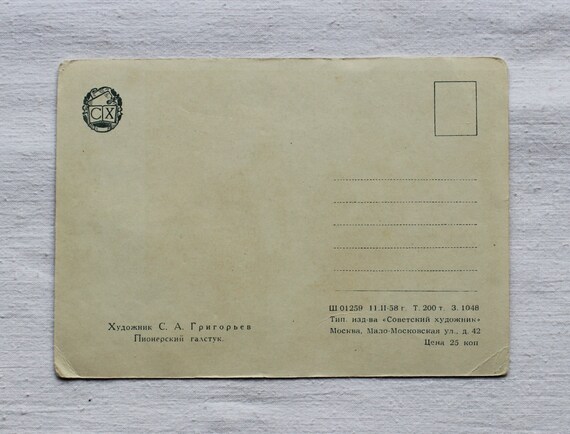 СХ
Художник С. А. Григорьев
Пионерский галстук.
Ш 01259 11.II-58 г. Т. 200 т. З. 1048
Тип. изд-ва «Советский художник»
Москва, Мало-Московская ул., д. 42
Цена 25 коп